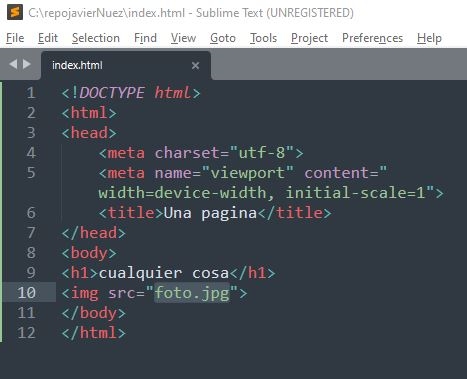 C:\repojavierNuez\index.html - Sublime Text (UNREGISTERED)
File Edit Selection Find View Goto Tools Project Preferences Help
index.html ×
1 <!DOCTYPE html>
2 <html>
3 <head>
4 <meta charset="utf-8">
5 <meta name="viewport" content="
width=device-width, initial-scale=1">
6 <title>Una pagina</title>
7 </head>
8 <body>
9 <h1>cualquier cosa</h1>
10 <img src="foto.jpg">
11 </body>
12 </html>